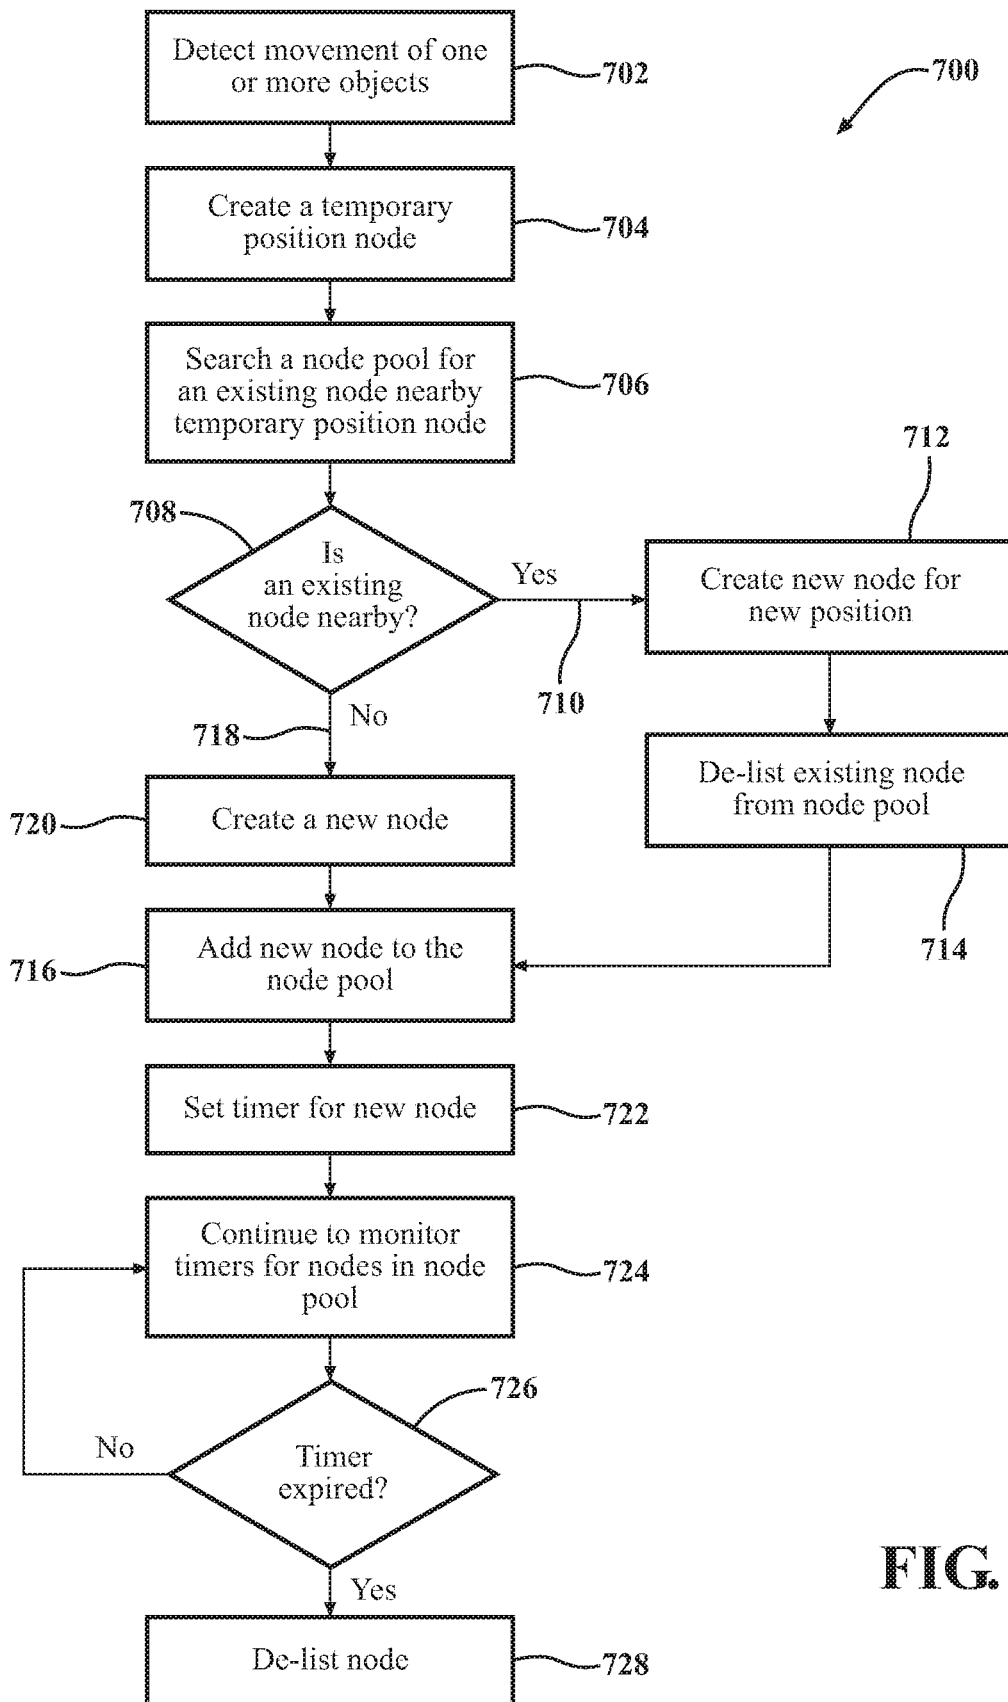 Detect movement of one
or more objects
702
700
Create a temporary
position node
704
Search a node pool for
an existing node nearby
temporary position node
706
708
Is
an existing
node nearby?
Yes
710
712
Create new node for
new position
De-list existing node
from node pool
714
No
718
720
Create a new node
716
Add new node to the
node pool
Set timer for new node
722
Continue to monitor
timers for nodes in node
pool
724
726
Timer
expired?
No
Yes
De-list node
728
FIG.